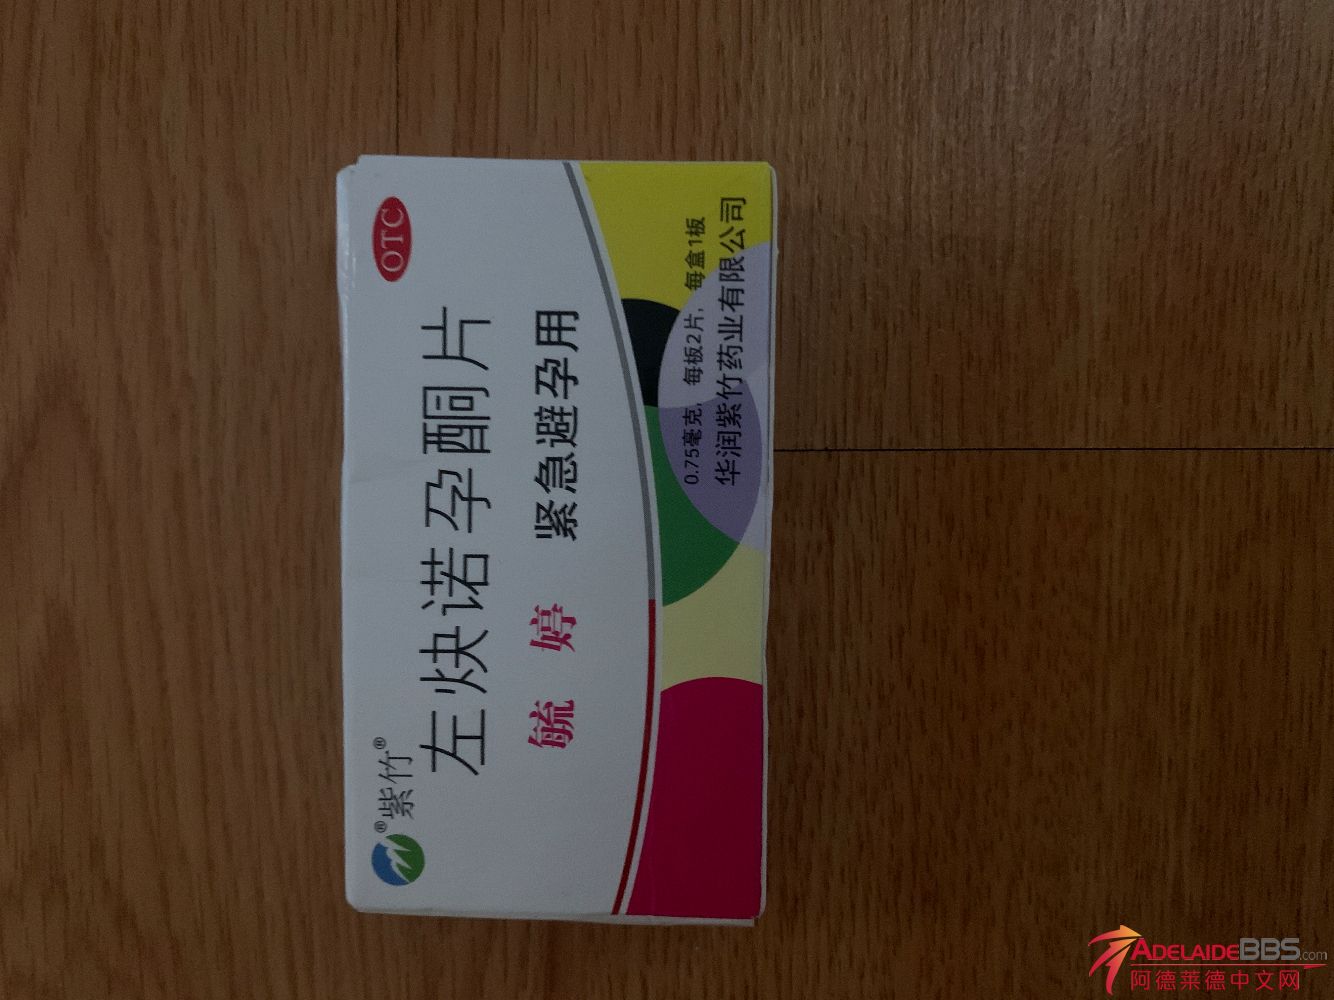 ®紫竹®
OTC
左炔诺孕酮片
毓 婷 紧急避孕用
0.75毫克，每板2片，每盒1板
华润紫竹药业有限公司
ADELAIDEBBS.com
阿德莱德中文网